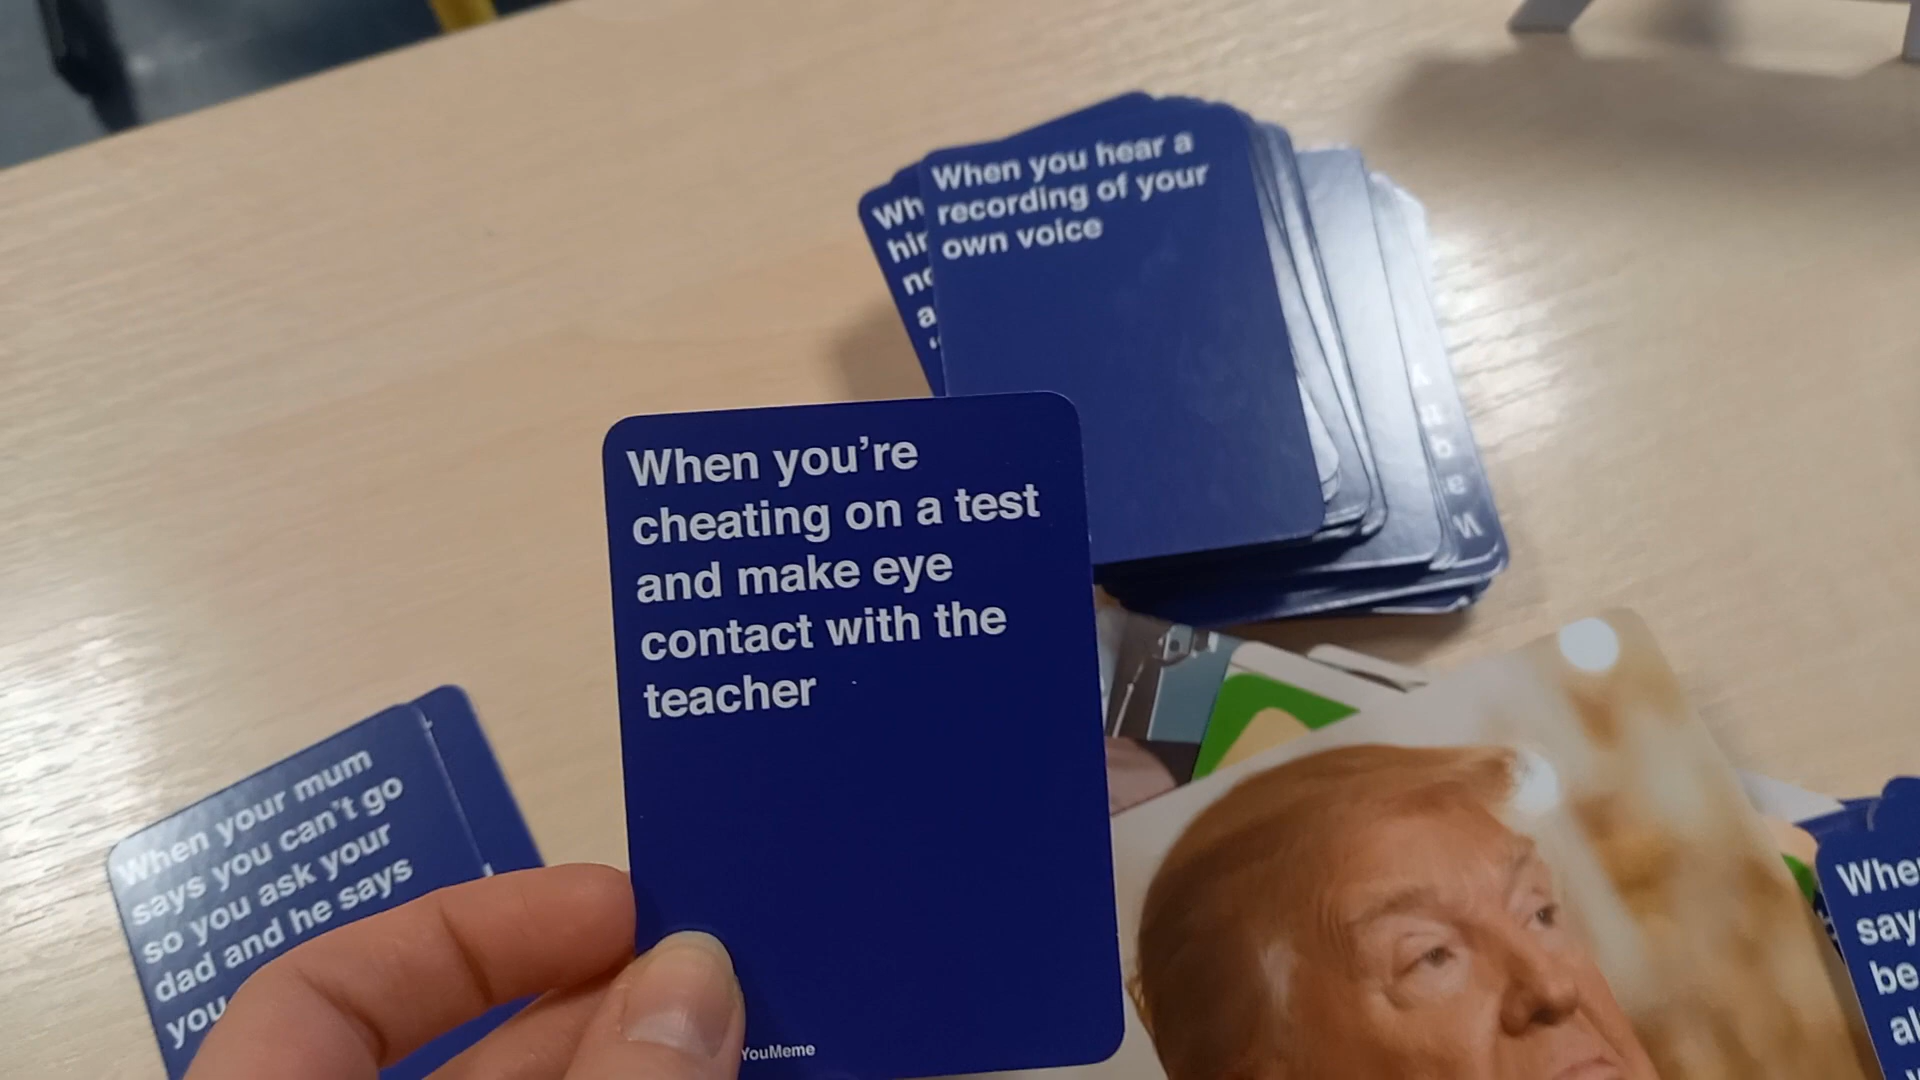 When you hear a
recording of your
own voice
When you're
cheating on a test
and make eye
contact with the
teacher
YouMeme
When your mum
says you can't go
so you ask your
dad and he says
you